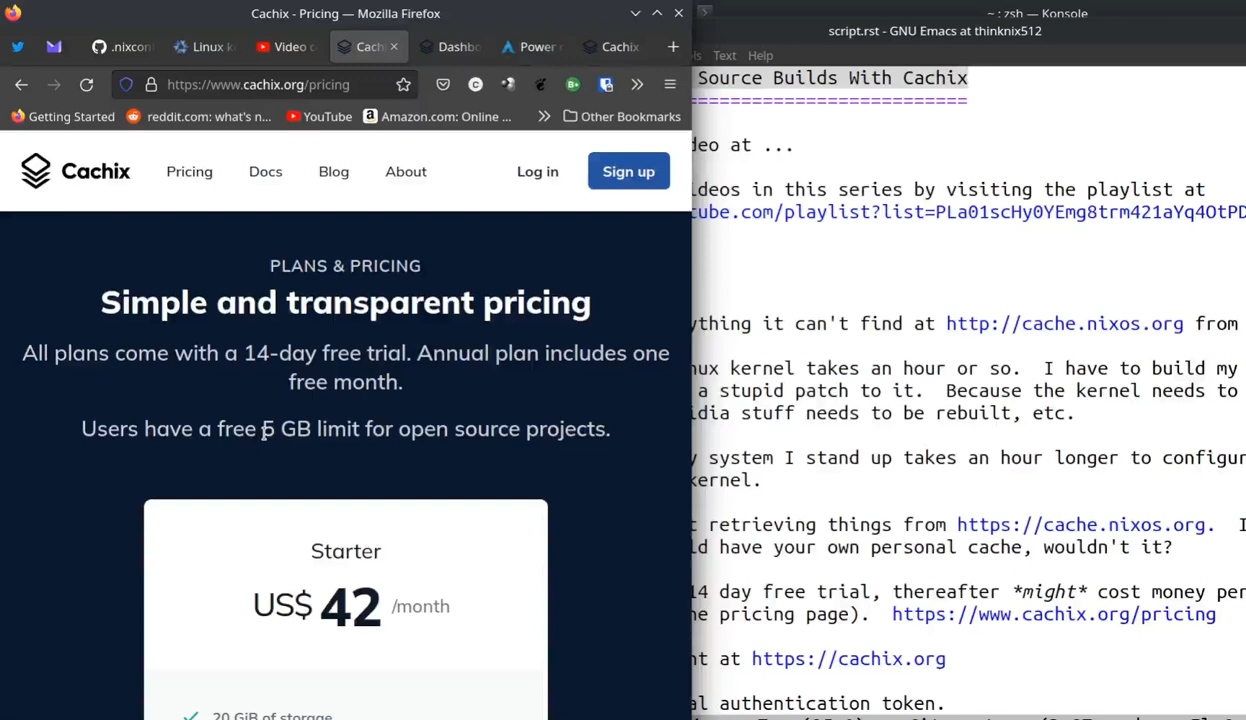 Cachix - Pricing — Mozilla Firefox
.nixcon
Linux k
Video c
Cach
Dashbo
Power
Cachix
https://www.cachix.org/pricing
Getting Started
reddit.com: what's n...
YouTube
Amazon.com: Online ...
Other Bookmarks
Cachix
Pricing
Docs
Blog
About
Log in
Sign up
PLANS & PRICING
Simple and transparent pricing
All plans come with a 14-day free trial. Annual plan includes one
free month.
Users have a free 5 GB limit for open source projects.
Starter
US$ 42 /month
20 GiB of storage
~ : zsh — Konsole
script.rst - GNU Emacs at thinknix512
ls Text Help
Source Builds With Cachix
=========================
deo at ...
ideos in this series by visiting the playlist at
tube.com/playlist?list=PLa01scHy0YEmg8trm421aYq4OtPD
ything it can't find at http://cache.nixos.org from
nux kernel takes an hour or so. I have to build my
a stupid patch to it. Because the kernel needs to
idia stuff needs to be rebuilt, etc.
y system I stand up takes an hour longer to configur
kernel.
t retrieving things from https://cache.nixos.org. I
ld have your own personal cache, wouldn't it?
14 day free trial, thereafter *might* cost money per
he pricing page). https://www.cachix.org/pricing
nt at https://cachix.org
al authentication token.